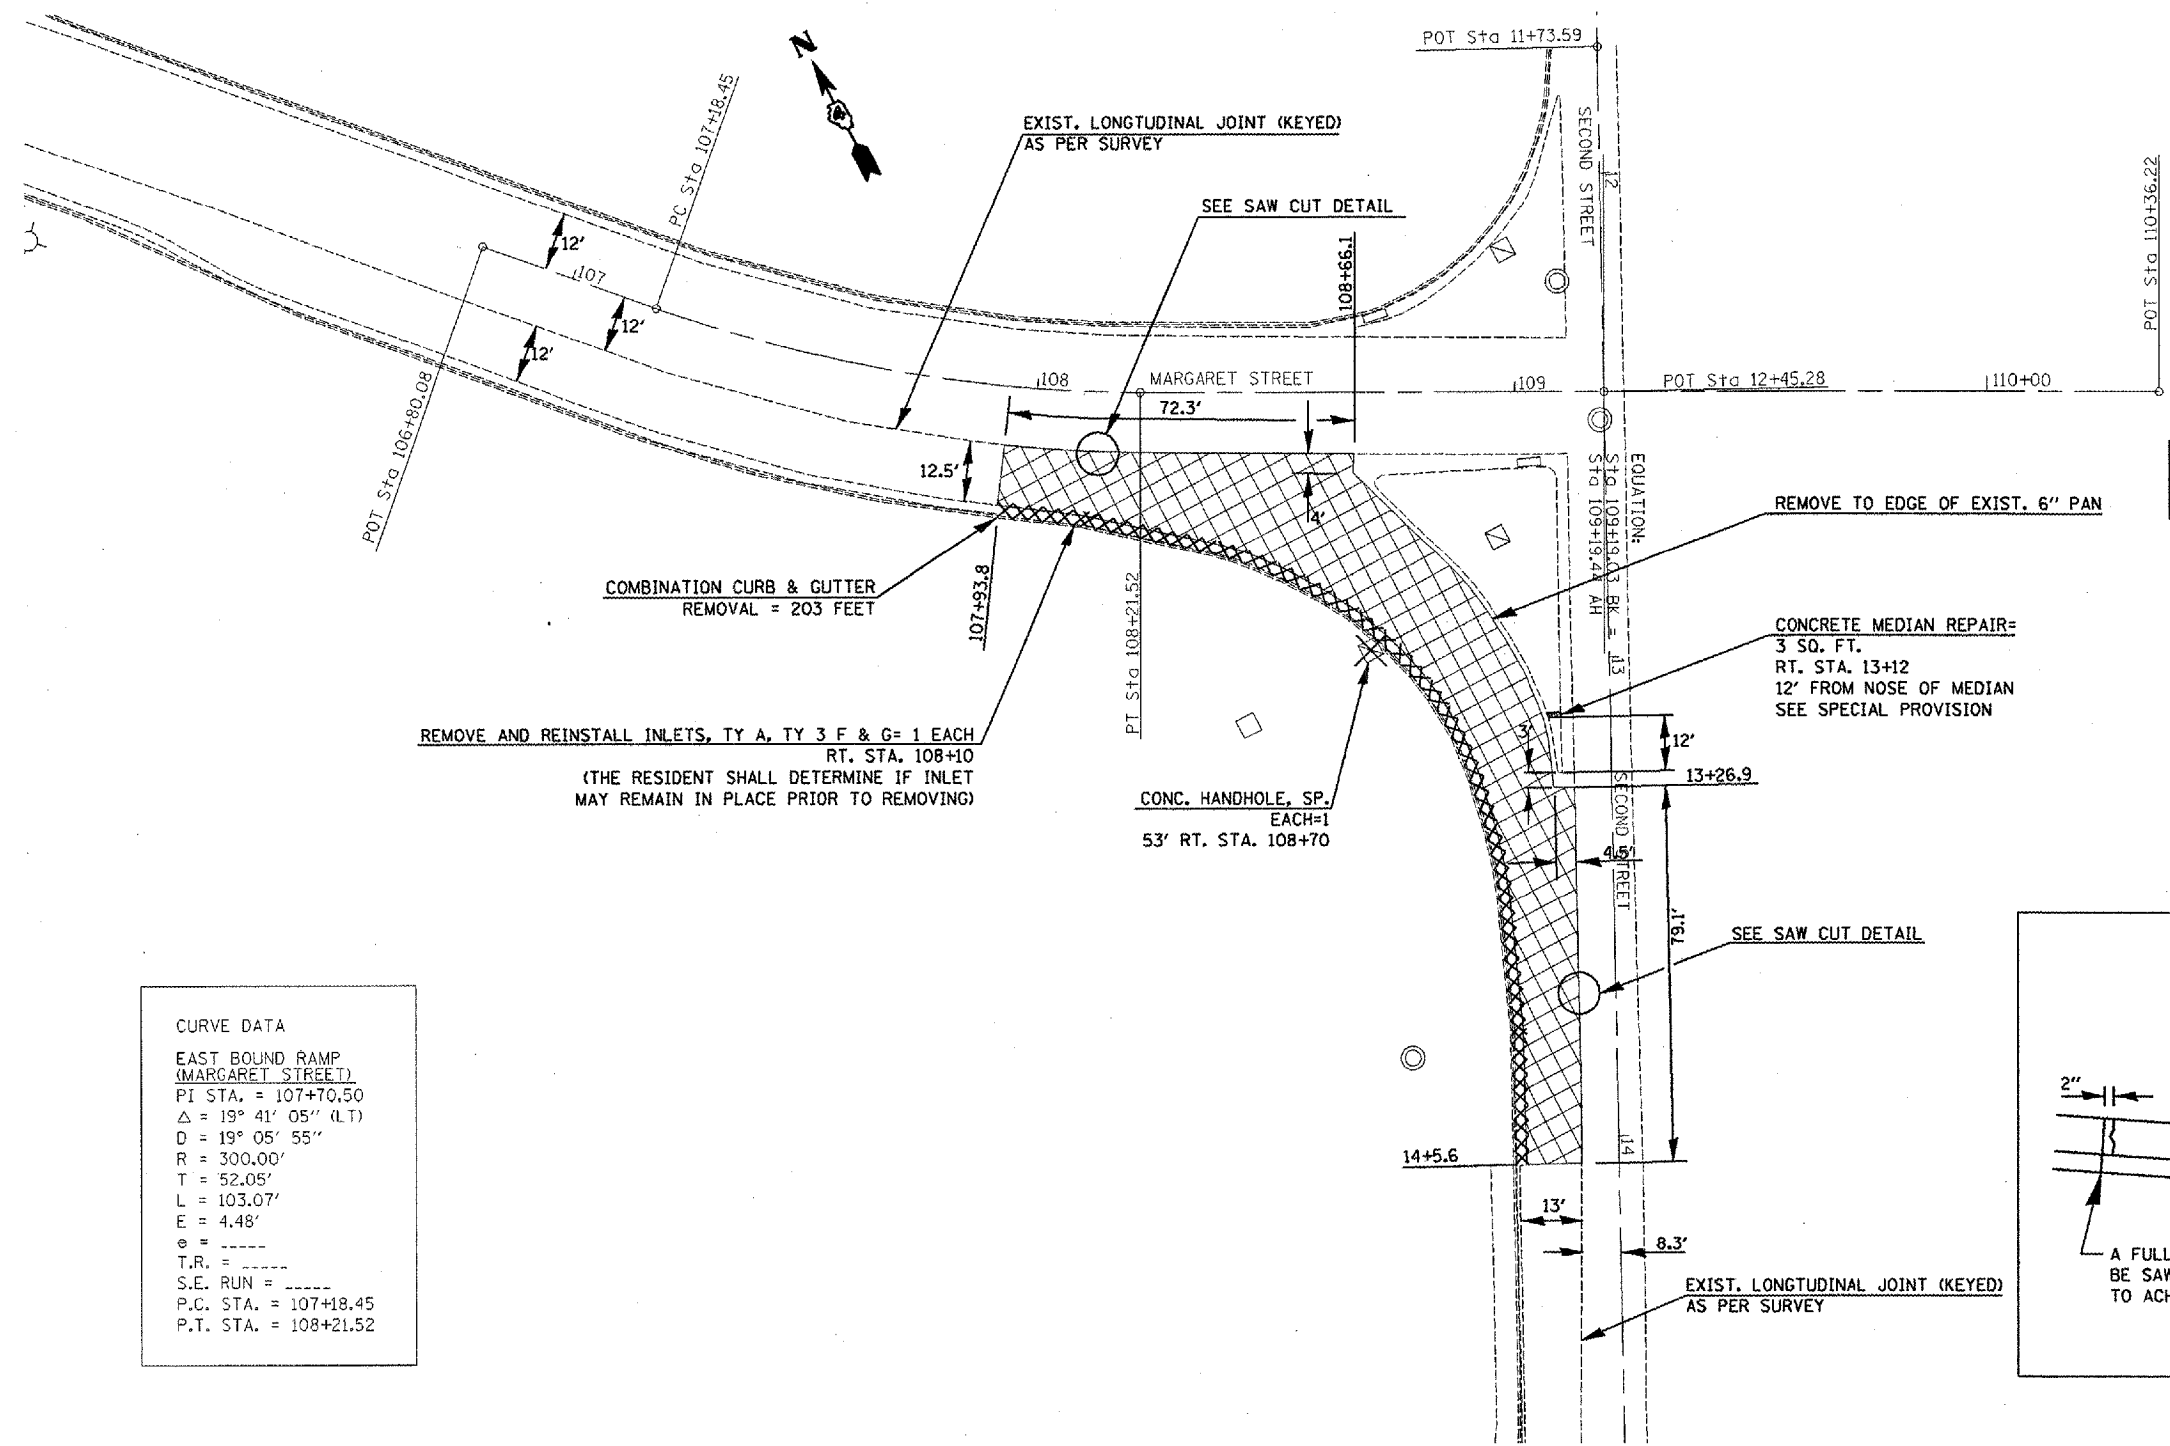 POT Sta 11+73.59
N
PC Sta 107+18.45
EXIST. LONGTUDINAL JOINT (KEYED)
AS PER SURVEY
SEE SAW CUT DETAIL
SECOND STREET
12
POT Sta 110+36.22
12'
107
12'
12'
108+66.1
POT Sta 106+80.08
108
MARGARET STREET
109
POT Sta 12+45.28
110+00
72.3'
12.5'
4'
EQUATION:
Sta 109+19.03 BK =
AH
REMOVE TO EDGE OF EXIST. 6" PAN
COMBINATION CURB & GUTTER
REMOVAL = 203 FEET
107+93.8
PT Sta 108+21.52
13
CONCRETE MEDIAN REPAIR=
3 SQ. FT.
RT. STA. 13+12
12' FROM NOSE OF MEDIAN
SEE SPECIAL PROVISION
REMOVE AND REINSTALL INLETS, TY A, TY 3 F & G= 1 EACH
RT. STA. 108+10
(THE RESIDENT SHALL DETERMINE IF INLET
MAY REMAIN IN PLACE PRIOR TO REMOVING)
3'
12'
13+26.9
CONC. HANDHOLE, SP.
EACH=1
53' RT. STA. 108+70
SECOND STREET
4.5'
79.1'
SEE SAW CUT DETAIL
CURVE DATA
EAST BOUND RAMP
(MARGARET STREET)
PI STA. = 107+70.50
Δ = 19° 41' 05" (LT)
D = 19° 05' 55"
R = 300.00'
T = 52.05'
L = 103.07'
E = 4.48'
e = _____
T.R. = _____
S.E. RUN = _____
P.C. STA. = 107+18.45
P.T. STA. = 108+21.52
2"
14+5.6
14
13'
8.3'
A FULL
BE SAW
TO ACH
EXIST. LONGTUDINAL JOINT (KEYED)
AS PER SURVEY